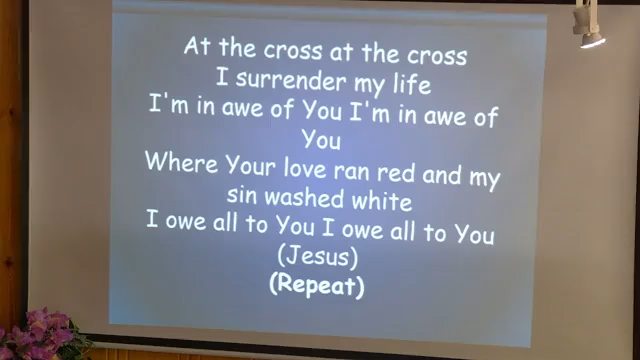 At the cross at the cross
I surrender my life
I'm in awe of You I'm in awe of
You
Where Your love ran red and my
sin washed white
I owe all to You I owe all to You
(Jesus)
(Repeat)